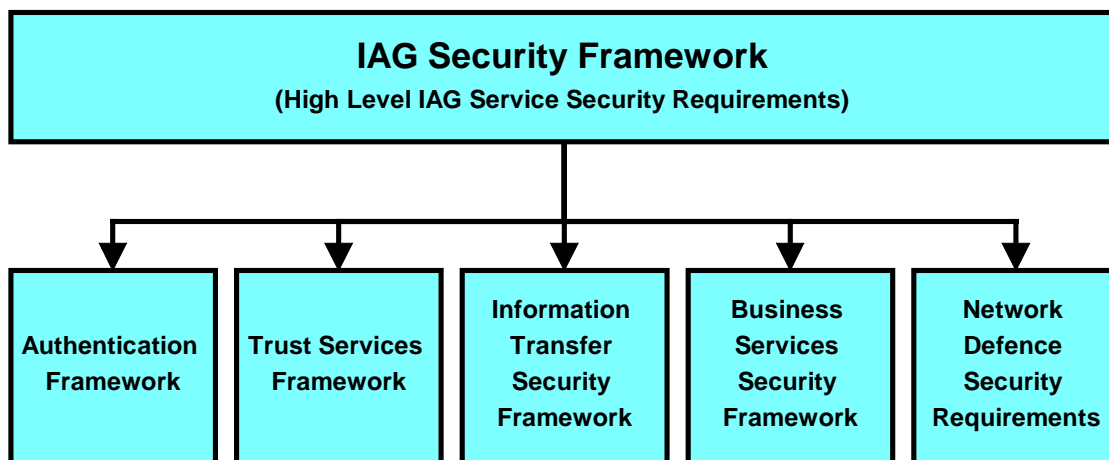 IAG Security Framework
(High Level IAG Service Security Requirements)
Authentication
Framework
Trust Services
Framework
Information
Transfer
Security
Framework
Business
Services
Security
Framework
Network
Defence
Security
Requirements